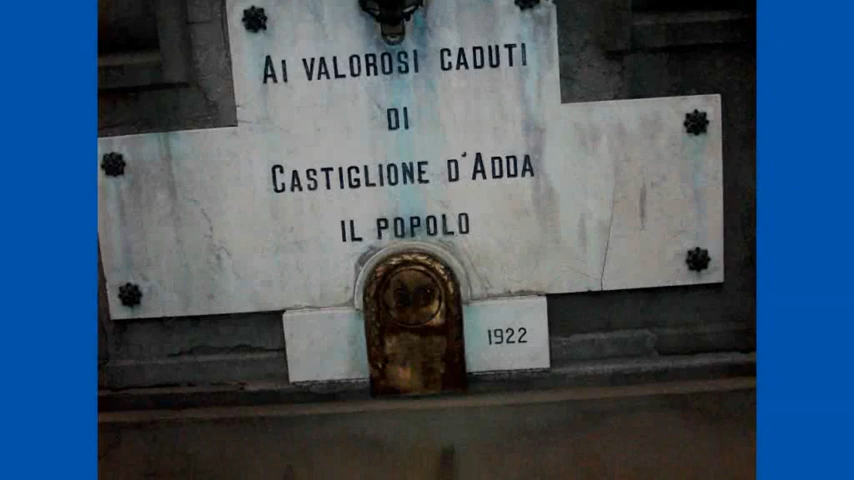 Ai VALOROSi CADUTi
Di
CASTIGLIONE D'ADDA
IL POPOLO
1922